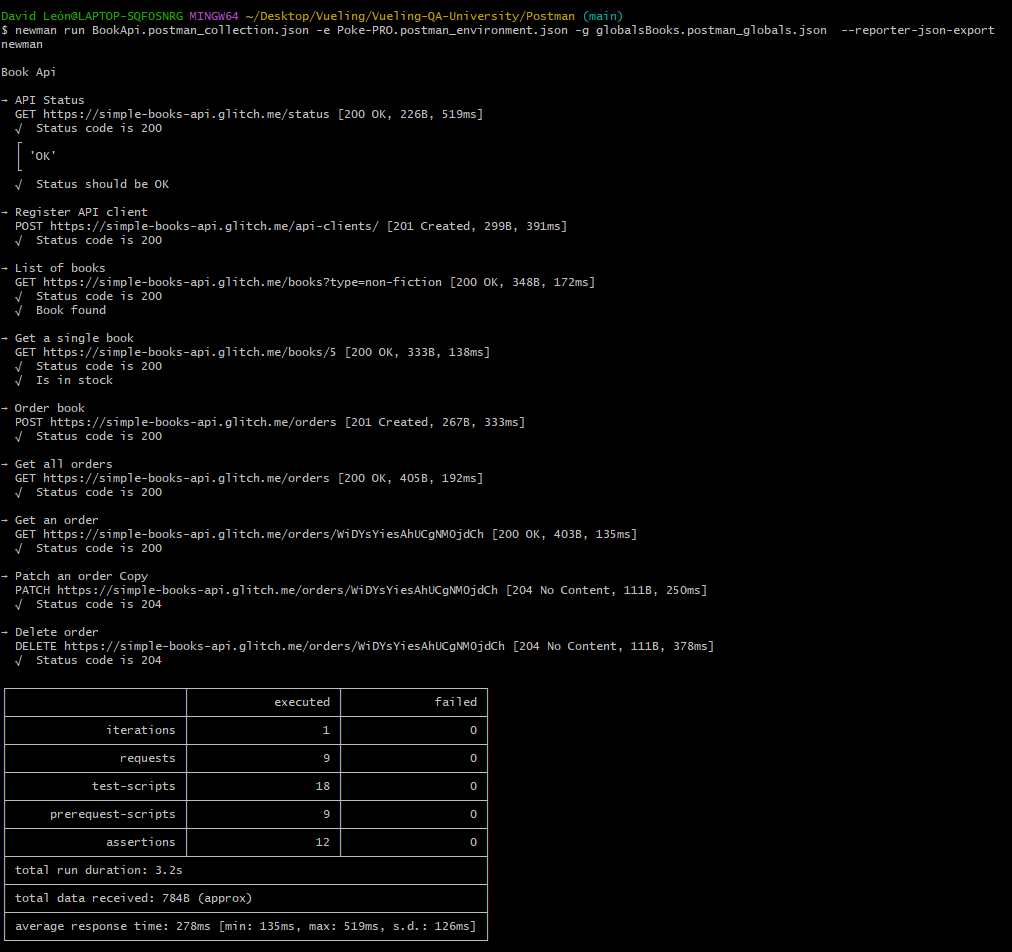 David León@LAPTOP-SQFOSNRG MINGW64 ~/Desktop/Vueling/Vueling-QA-University/Postman (main)
$ newman run BookApi.postman_collection.json -e Poke-PRO.postman_environment.json -g globalsBooks.postman_globals.json  --reporter-json-export
newman

Book Api

→ API Status
  GET https://simple-books-api.glitch.me/status [200 OK, 226B, 519ms]
  √  Status code is 200
  'OK'
  √  Status should be OK

→ Register API client
  POST https://simple-books-api.glitch.me/api-clients/ [201 Created, 299B, 391ms]
  √  Status code is 200

→ List of books
  GET https://simple-books-api.glitch.me/books?type=non-fiction [200 OK, 348B, 172ms]
  √  Status code is 200
  √  Book found

→ Get a single book
  GET https://simple-books-api.glitch.me/books/5 [200 OK, 333B, 138ms]
  √  Status code is 200
  √  Is in stock

→ Order book
  POST https://simple-books-api.glitch.me/orders [201 Created, 267B, 333ms]
  √  Status code is 200

→ Get all orders
  GET https://simple-books-api.glitch.me/orders [200 OK, 405B, 192ms]
  √  Status code is 200

→ Get an order
  GET https://simple-books-api.glitch.me/orders/WiDYsYiesAhUCgNMOjdCh [200 OK, 403B, 135ms]
  √  Status code is 200

→ Patch an order Copy
  PATCH https://simple-books-api.glitch.me/orders/WiDYsYiesAhUCgNMOjdCh [204 No Content, 111B, 250ms]
  √  Status code is 204

→ Delete order
  DELETE https://simple-books-api.glitch.me/orders/WiDYsYiesAhUCgNMOjdCh [204 No Content, 111B, 378ms]
  √  Status code is 204

executed failed
iterations 1 0
requests 9 0
test-scripts 18 0
prerequest-scripts 9 0
assertions 12 0
total run duration: 3.2s
total data received: 784B (approx)
average response time: 278ms [min: 135ms, max: 519ms, s.d.: 126ms]